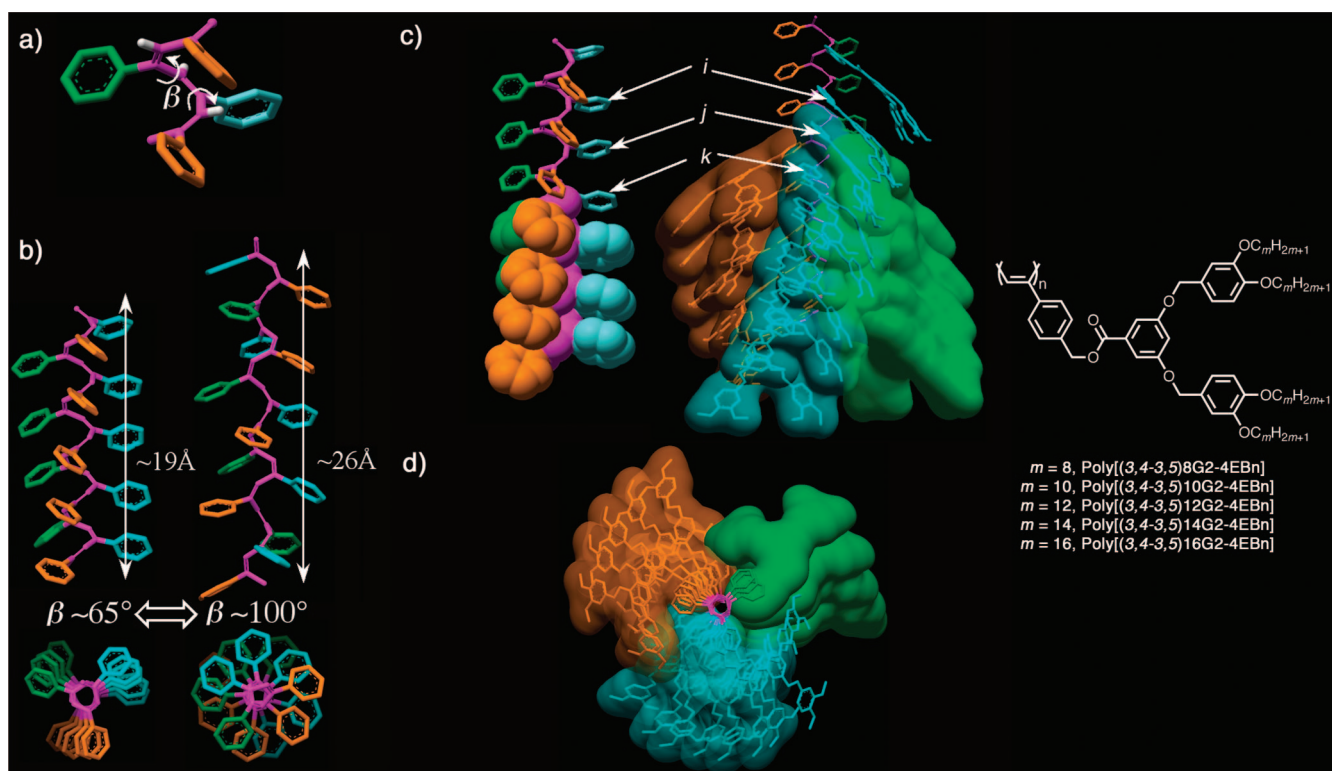 a)
β
b)
~19Å
~26Å
β ~65°
β ~100°
c)
i
j
k
d)
n
O
O
O
O
OCmH2m+1
OCmH2m+1
OCmH2m+1
OCmH2m+1
m = 8, Poly[(3,4-3,5)8G2-4EBn]
m = 10, Poly[(3,4-3,5)10G2-4EBn]
m = 12, Poly[(3,4-3,5)12G2-4EBn]
m = 14, Poly[(3,4-3,5)14G2-4EBn]
m = 16, Poly[(3,4-3,5)16G2-4EBn]